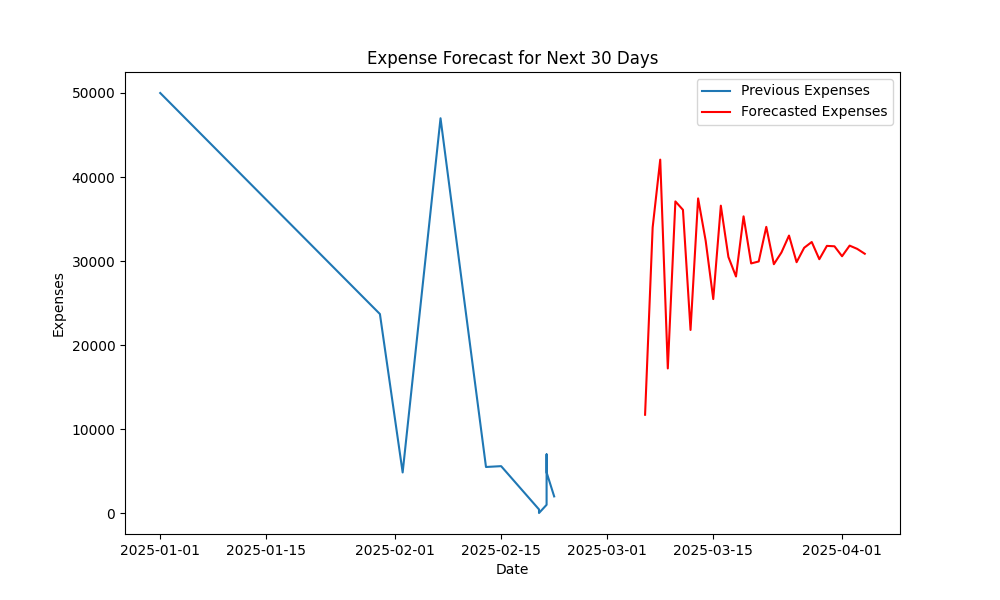 Expense Forecast for Next 30 Days
Previous Expenses
Forecasted Expenses
Expenses
50000
40000
30000
20000
10000
0
2025-01-01 2025-01-15 2025-02-01 2025-02-15 2025-03-01 2025-03-15 2025-04-01
Date